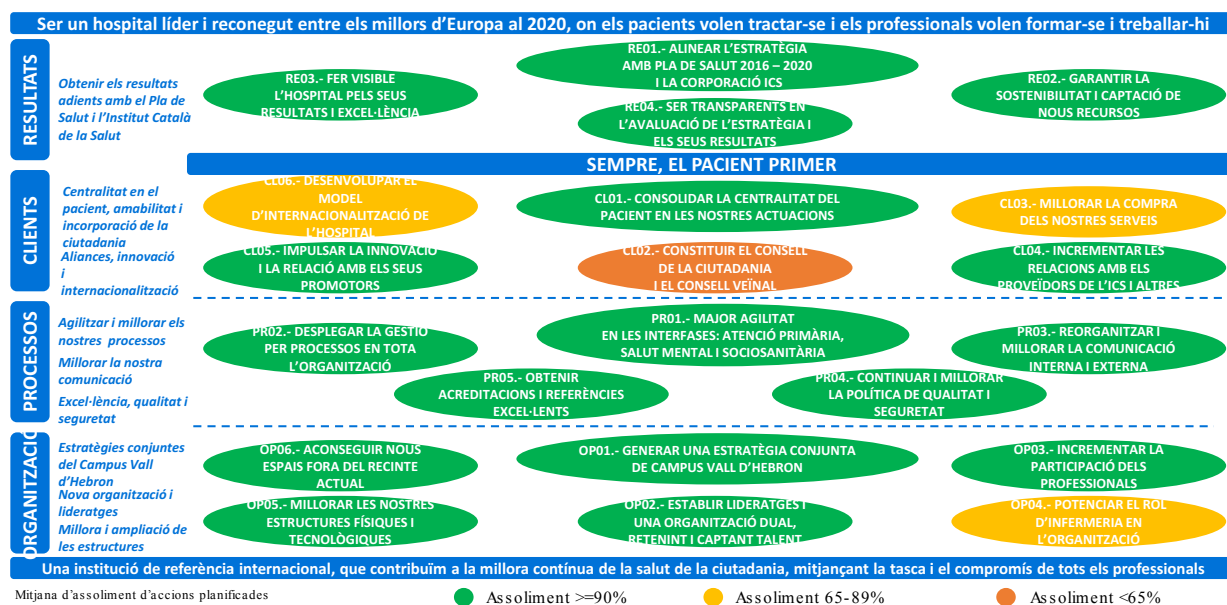 Ser un hospital líder i reconegut entre els millors d’Europa al 2020, on els pacients volen tractar-se i els professionals volen formar-se i treballar-hi
RESULTATS
Obtenir els resultats
adients amb el Pla de
Salut i l’Institut Català
de la Salut
RE03.- FER VISIBLE
L’HOSPITAL PELS SEUS
RESULTATS I EXCEL·LÈNCIA
RE01.- ALINEAR L’ESTRATÈGIA
AMB PLA DE SALUT 2016 – 2020
I LA CORPORACIÓ ICS
RE04.- SER TRANSPARENTS EN
L’AVALUACIÓ DE L’ESTRATÈGIA I
ELS SEUS RESULTATS
RE02.- GARANTIR LA
SOSTENIBILITAT I CAPTACIÓ DE
NOUS RECURSOS
SEMPRE, EL PACIENT PRIMER
CLIENTS
Centralitat en el
pacient, amabilitat i
incorporació de la
ciutadania
Aliances, innovació
i
internacionalització
CL06.- DESENVOLUPAR EL
MODEL
D’INTERNACIONALITZACIÓ DE
L’HOSPITAL
CL01.- CONSOLIDAR LA CENTRALITAT DEL
PACIENT EN LES NOSTRES ACTUACIONS
CL03.- MILLORAR LA COMPRA
DELS NOSTRES SERVEIS
CL05.- IMPULSAR LA INNOVACIÓ
I LA RELACIÓ AMB ELS SEUS
PROMOTORS
CL02.- CONSTITUIR EL CONSELL
DE LA CIUTADANIA
I EL CONSELL VEÏNAL
CL04.- INCREMENTAR LES
RELACIONS AMB ELS
PROVEÏDORS DE L’ICS I ALTRES
PROCESSOS
Agilitzar i millorar els
nostres processos
Millorar la nostra
comunicació
Excel·lència, qualitat i
seguretat
PR02.- DESPLEGAR LA GESTIÓ
PER PROCESSOS EN TOTA
L’ORGANITZACIÓ
PR01.- MAJOR AGILITAT
EN LES INTERFASES: ATENCIÓ PRIMÀRIA,
SALUT MENTAL I SOCIOSANITÀRIA
PR03.- REORGANITZAR I
MILLORAR LA COMUNICACIÓ
INTERNA I EXTERNA
PR05.- OBTENIR
ACREDITACIONS I REFERÈNCIES
EXCEL·LENTS
PR04.- CONTINUAR I MILLORAR
LA POLÍTICA DE QUALITAT I
SEGURETAT
ORGANITZACIÓ
Estratègies conjuntes
del Campus Vall
d’Hebron
Nova organització i
lideratges
Millora i ampliació de
les estructures
OP06.- ACONSEGUIR NOUS
ESPAIS FORA DEL RECINTE
ACTUAL
OP01.- GENERAR UNA ESTRATÈGIA CONJUNTA
DE CAMPUS VALL D’HEBRON
OP03.- INCREMENTAR LA
PARTICIPACIÓ DELS
PROFESSIONALS
OP05.- MILLORAR LES NOSTRES
ESTRUCTURES FÍSIQUES I
TECNOLÒGIQUES
OP02.- ESTABLIR LIDERATGES I
UNA ORGANITZACIÓ DUAL,
RETENINT I CAPTANT TALENT
OP04.- POTENCIAR EL ROL
D’INFERMERIA EN
L’ORGANITZACIÓ
Una institució de referència internacional, que contribuïm a la millora contínua de la salut de la ciutadania, mitjançant la tasca i el compromís de tots els professionals
Mitjana d’assoliment d’accions planificades
Assoliment >=90%
Assoliment 65-89%
Assoliment <65%